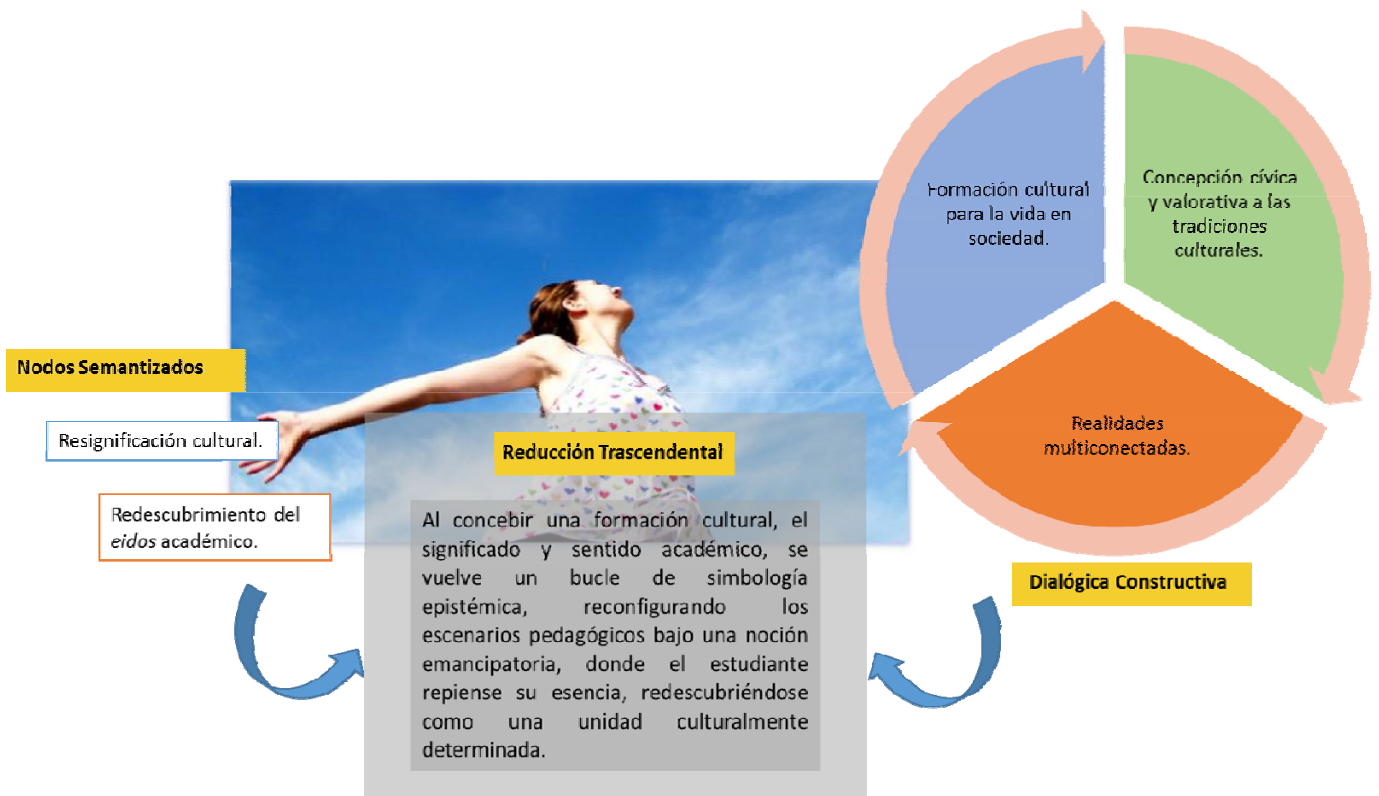 Formación cultural
para la vida en
sociedad.
Concepción cívica
y valorativa a las
tradiciones
culturales.
Realidades
multiconectadas.
Dialógica Constructiva
Nodos Semantizados
Resignificación cultural.
Redescubrimiento del
eidos académico.
Reducción Trascendental
Al concebir una formación cultural, el
significado y sentido académico, se
vuelve un bucle de simbología
epistémica, reconfigurando los
escenarios pedagógicos bajo una noción
emancipatoria, donde el estudiante
repiense su esencia, redescubriéndose
como una unidad culturalmente
determinada.